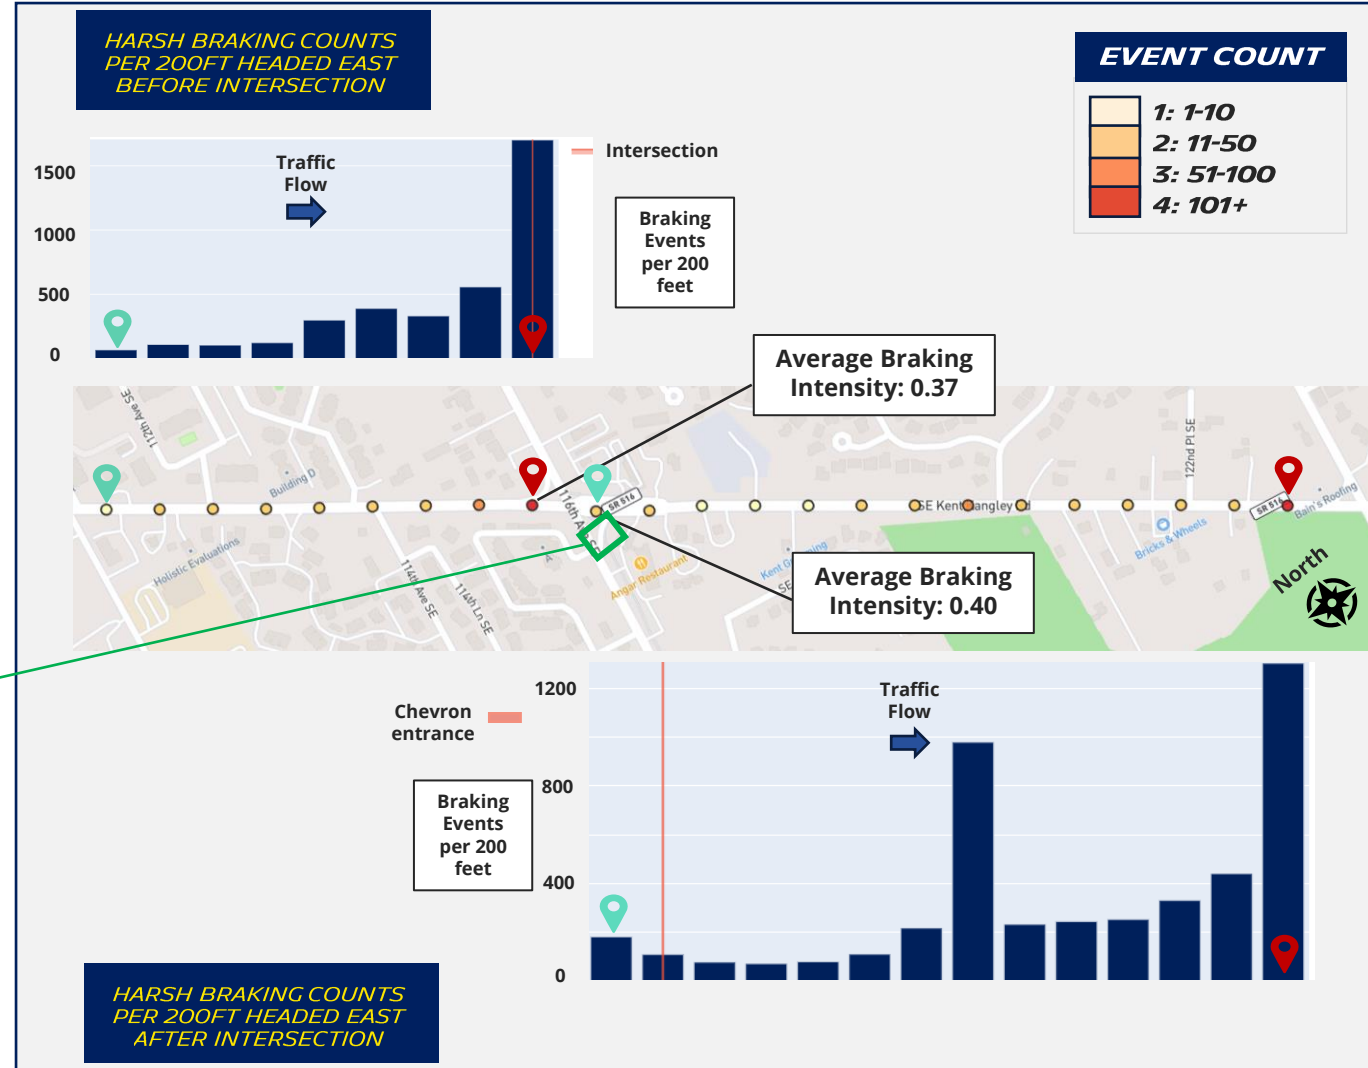 HARSH BRAKING COUNTS
PER 200FT HEADED EAST
BEFORE INTERSECTION
EVENT COUNT
1: 1-10
2: 11-50
3: 51-100
4: 101+
1500
1000
500
0
Traffic
Flow
Intersection
Braking
Events
per 200
feet
Average Braking
Intensity: 0.37
112th Ave SE
Building D
Holistic Evaluations
114th Ave SE
114th Ln SE
116th Ave SE
SR 516
Angar Restaurant
SE
122nd PI SE
Bricks & Wheels
SR 516
Bain's Roofing
North
Average Braking
Intensity: 0.40
Chevron
entrance
Braking
Events
per 200
feet
1200
800
400
0
Traffic
Flow
HARSH BRAKING COUNTS
PER 200FT HEADED EAST
AFTER INTERSECTION